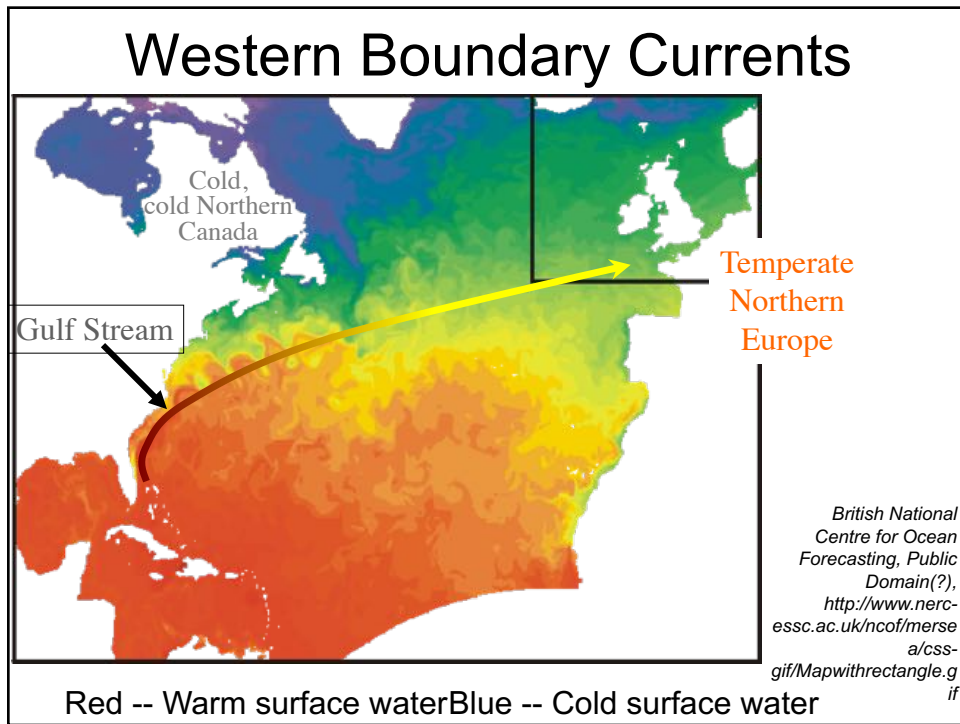 Western Boundary Currents
Cold,
cold Northern
Canada
Gulf Stream
Temperate
Northern
Europe
British National
Centre for Ocean
Forecasting, Public
Domain(?),
http://www.nerc-
essc.ac.uk/ncof/merse
a/css-
gif/Mapwithrectangle.g
if
Red -- Warm surface waterBlue -- Cold surface water